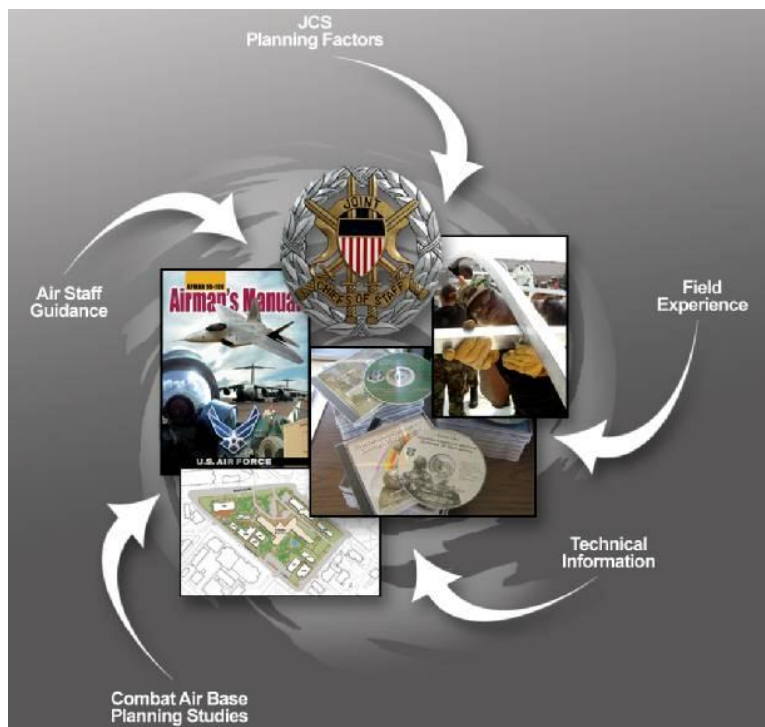 JCS
Planning Factors
Air Staff
Guidance
JOINT
CHIEFS OF STAFF
Airman's Manual
U.S. AIR FORCE
Field
Experience
Technical
Information
Combat Air Base
Planning Studies